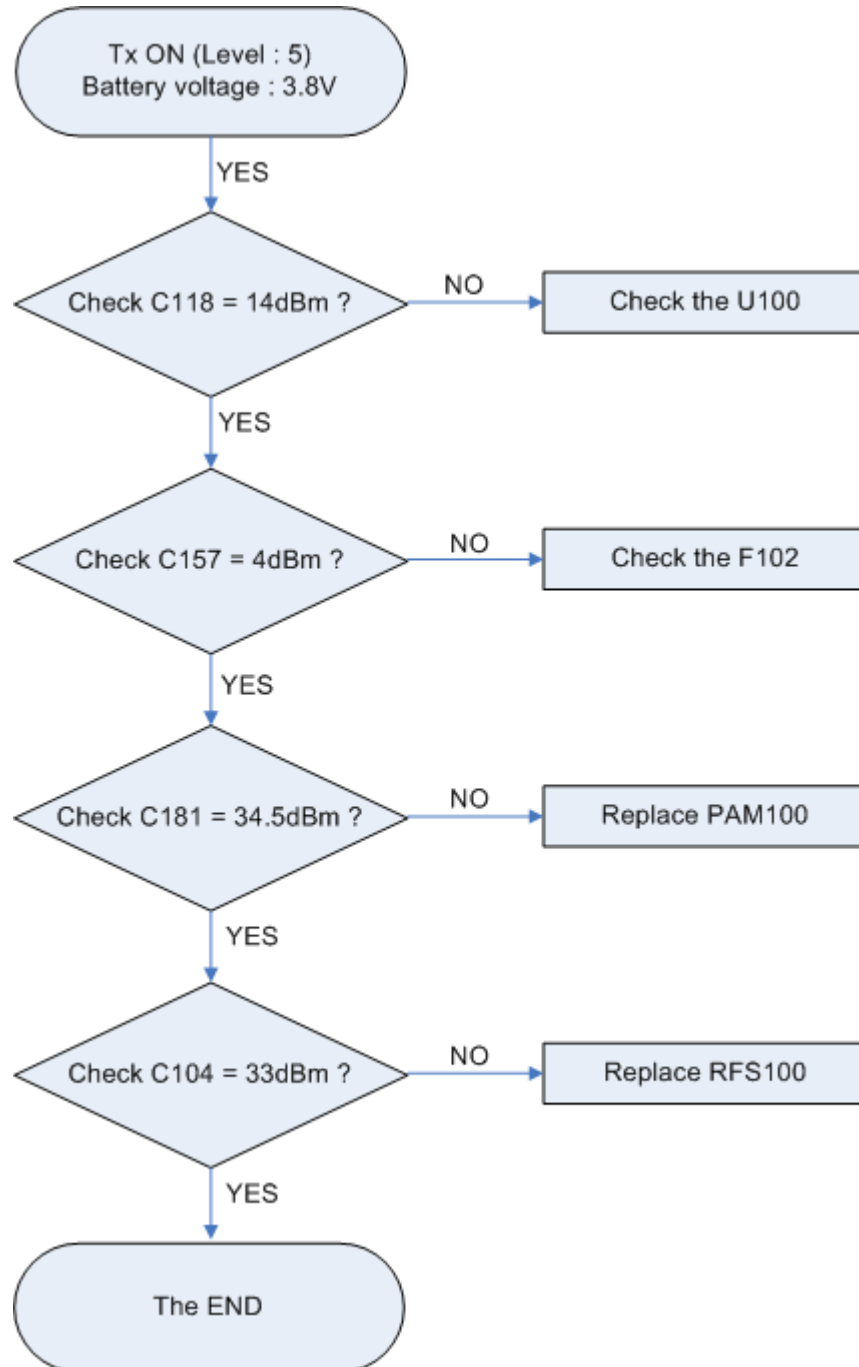 Tx ON (Level : 5)
Battery voltage : 3.8V
YES
Check C118 = 14dBm ?
NO
Check the U100
YES
Check C157 = 4dBm ?
NO
Check the F102
YES
Check C181 = 34.5dBm ?
NO
Replace PAM100
YES
Check C104 = 33dBm ?
NO
Replace RFS100
YES
The END